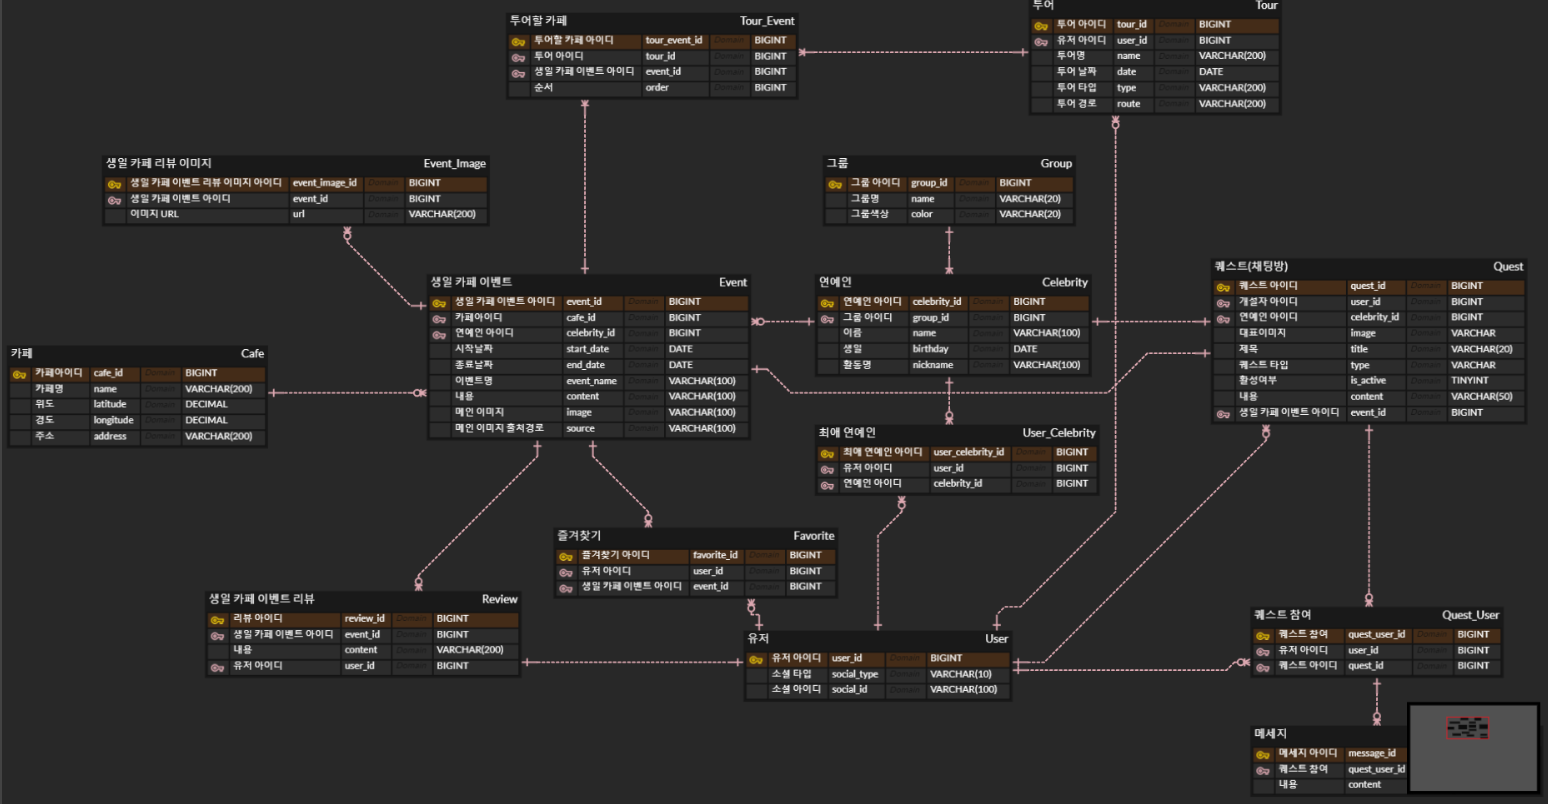 투어할 카페 Tour_Event
투어할 카페 아이디 tour_event_id Domain BIGINT
투어 아이디 tour_id Domain BIGINT
생일 카페 이벤트 아이디 event_id Domain BIGINT
순서 order Domain BIGINT
투어 Tour
투어 아이디 tour_id Domain BIGINT
유저 아이디 user_id Domain BIGINT
투어명 name Domain VARCHAR(200)
투어 날짜 date Domain DATE
투어 타입 type Domain VARCHAR(200)
투어 경로 route Domain VARCHAR(200)
생일 카페 리뷰 이미지 Event_Image
생일 카페 이벤트 리뷰 이미지 아이디 event_image_id Domain BIGINT
생일 카페 이벤트 아이디 event_id Domain BIGINT
이미지 URL url Domain VARCHAR(200)
그룹 Group
그룹 아이디 group_id Domain BIGINT
그룹명 name Domain VARCHAR(20)
그룹색상 color Domain VARCHAR(20)
생일 카페 이벤트 Event
생일 카페 이벤트 아이디 event_id Domain BIGINT
카페아이디 cafe_id Domain BIGINT
연예인 아이디 celebrity_id Domain BIGINT
시작날짜 start_date Domain DATE
종료날짜 end_date Domain DATE
이벤트명 event_name Domain VARCHAR(100)
내용 content Domain VARCHAR(100)
메인 이미지 image Domain VARCHAR(100)
메인 이미지 출처경로 source Domain VARCHAR(100)
연예인 Celebrity
연예인 아이디 celebrity_id Domain BIGINT
그룹 아이디 group_id Domain BIGINT
이름 name Domain VARCHAR(100)
생일 birthday Domain DATE
활동명 nickname Domain VARCHAR(100)
퀘스트(채팅방) Quest
퀘스트 아이디 quest_id Domain BIGINT
개설자 아이디 user_id Domain BIGINT
연예인 아이디 celebrity_id Domain BIGINT
대표이미지 image Domain VARCHAR
제목 title Domain VARCHAR(20)
퀘스트 타입 type Domain VARCHAR
활성여부 is_active Domain TINYINT
내용 content Domain VARCHAR(50)
생일 카페 이벤트 아이디 event_id Domain BIGINT
카페 Cafe
카페아이디 cafe_id Domain BIGINT
카페명 name Domain VARCHAR(200)
위도 latitude Domain DECIMAL
경도 longitude Domain DECIMAL
주소 address Domain VARCHAR(200)
최애 연예인 User_Celebrity
최애 연예인 아이디 user_celebrity_id Domain BIGINT
유저 아이디 user_id Domain BIGINT
연예인 아이디 celebrity_id Domain BIGINT
즐겨찾기 Favorite
즐겨찾기 아이디 favorite_id Domain BIGINT
유저 아이디 user_id Domain BIGINT
생일 카페 이벤트 아이디 event_id Domain BIGINT
생일 카페 이벤트 리뷰 Review
리뷰 아이디 review_id Domain BIGINT
생일 카페 이벤트 아이디 event_id Domain BIGINT
내용 content Domain VARCHAR(200)
유저 아이디 user_id Domain BIGINT
유저 User
유저 아이디 user_id Domain BIGINT
소셜 타입 social_type Domain VARCHAR(10)
소셜 아이디 social_id Domain VARCHAR(100)
퀘스트 참여 Quest_User
퀘스트 참여 quest_user_id Domain BIGINT
유저 아이디 user_id Domain BIGINT
퀘스트 아이디 quest_id Domain BIGINT
메세지
메세지 아이디 message_id
퀘스트 참여 quest_user_id
내용 content